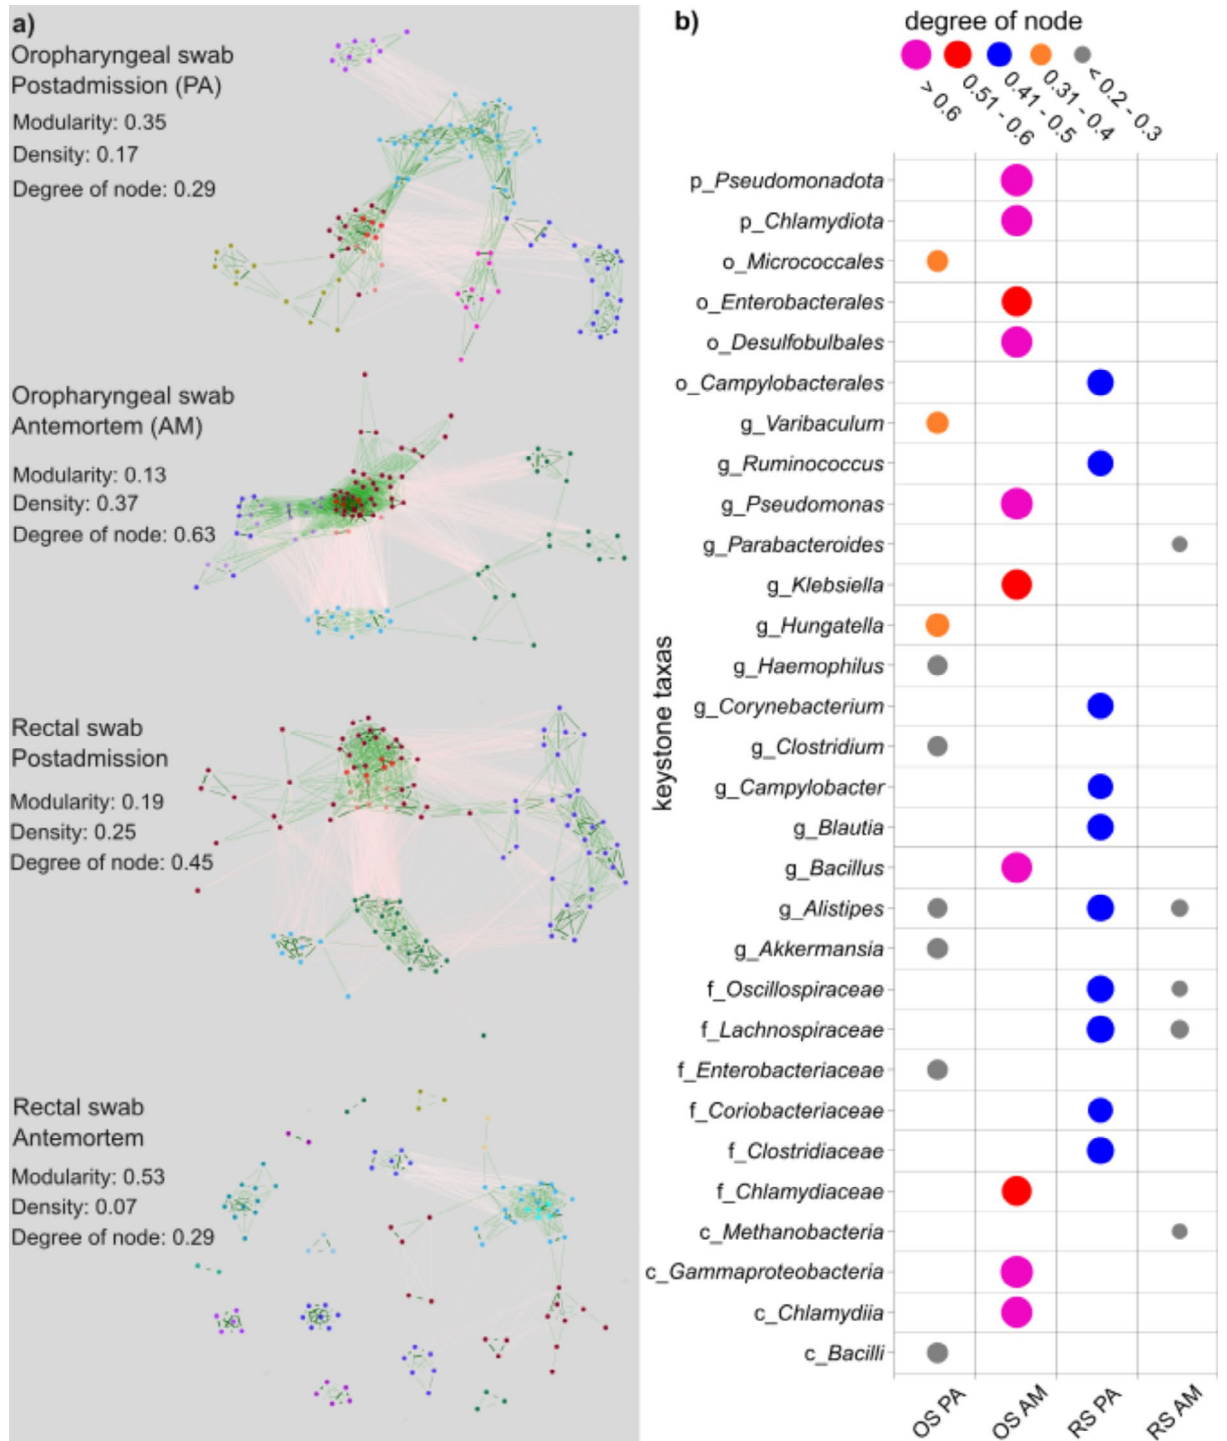 a)
Oropharyngeal swab
Postadmission (PA)
Modularity: 0.35
Density: 0.17
Degree of node: 0.29
Oropharyngeal swab
Antemortem (AM)
Modularity: 0.13
Density: 0.37
Degree of node: 0.63
Rectal swab
Postadmission
Modularity: 0.19
Density: 0.25
Degree of node: 0.45
Rectal swab
Antemortem
Modularity: 0.53
Density: 0.07
Degree of node: 0.29
b)
degree of node
> 0.6
0.51 - 0.6
0.41 - 0.5
0.31 - 0.4
< 0.2 - 0.3
keystone taxas
p_Pseudomonadota
p_Chlamydiota
o_Micrococcales
o_Enterobacterales
o_Desulfobulbales
o_Campylobacterales
g_Varibaculum
g_Ruminococcus
g_Pseudomonas
g_Parabacteroides
g_Klebsiella
g_Hungatella
g_Haemophilus
g_Corynebacterium
g_Clostridium
g_Campylobacter
g_Blautia
g_Bacillus
g_Alistipes
g_Akkermansia
f_Oscillospiraceae
f_Lachnospiraceae
f_Enterobacteriaceae
f_Coriobacteriaceae
f_Clostridiaceae
f_Chlamydiaceae
c_Methanobacteria
c_Gammaproteobacteria
c_Chlamydiia
c_Bacilli
OS PA
OS AM
RS PA
RS AM